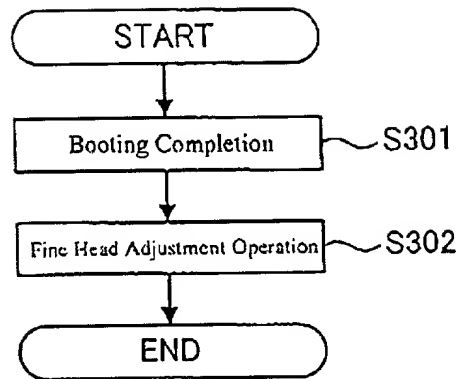 START
Booting Completion
S301
Fine Head Adjustment Operation
S302
END